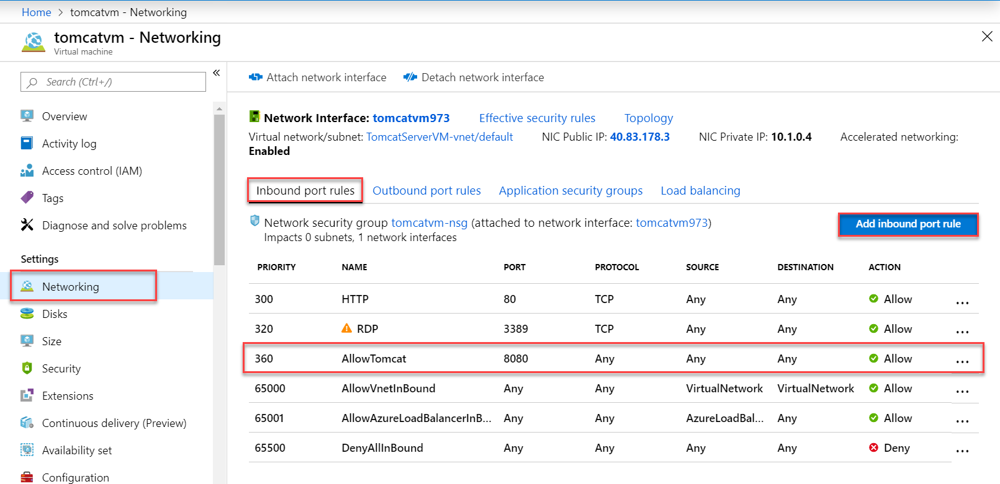 Home > tomcatvm - Networking
tomcatvm - Networking
Virtual machine
Search (Ctrl+/)
«
Overview
Activity log
Access control (IAM)
Tags
Diagnose and solve problems
Settings
Networking
Disks
Size
Security
Extensions
Continuous delivery (Preview)
Availability set
Configuration
Attach network interface Detach network interface
Network Interface: tomcatvm973 Effective security rules Topology
Virtual network/subnet: TomcatServerVM-vnet/default NIC Public IP: 40.83.178.3 NIC Private IP: 10.1.0.4 Accelerated networking:
Enabled
Inbound port rules Outbound port rules Application security groups Load balancing
Network security group tomcatvm-nsg (attached to network interface: tomcatvm973)
Impacts 0 subnets, 1 network interfaces
Add inbound port rule
PRIORITY NAME PORT PROTOCOL SOURCE DESTINATION ACTION
300 HTTP 80 TCP Any Any Allow ...
320 RDP 3389 TCP Any Any Allow ...
360 AllowTomcat 8080 Any Any Any Allow ...
65000 AllowVnetInBound Any Any VirtualNetwork VirtualNetwork Allow ...
65001 AllowAzureLoadBalancerInB... Any Any AzureLoadBal... Any Allow ...
65500 DenyAllInBound Any Any Any Any Deny ...